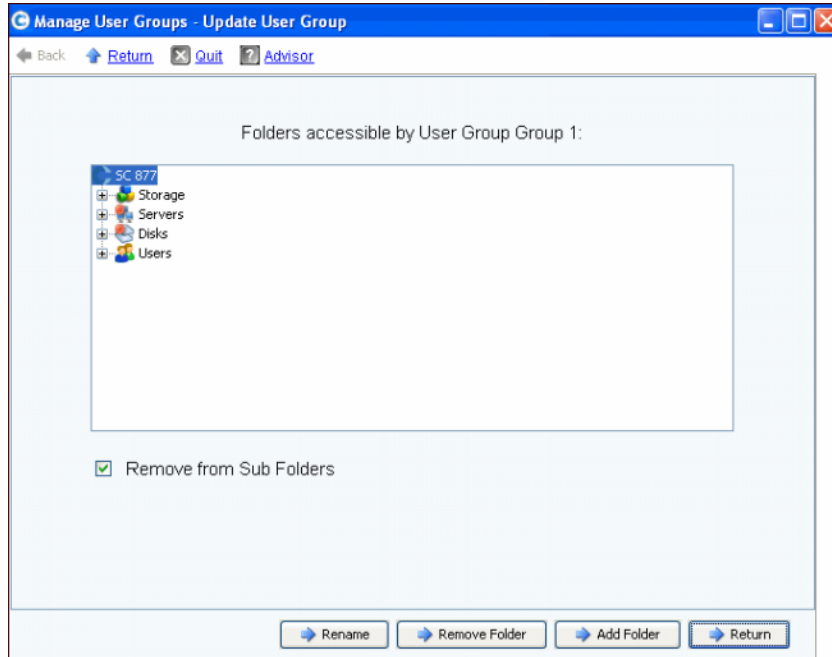 Manage User Groups - Update User Group
Back Return Quit Advisor
Folders accessible by User Group Group 1:
SC 877
Storage
Servers
Disks
Users
Remove from Sub Folders
Rename Remove Folder Add Folder Return